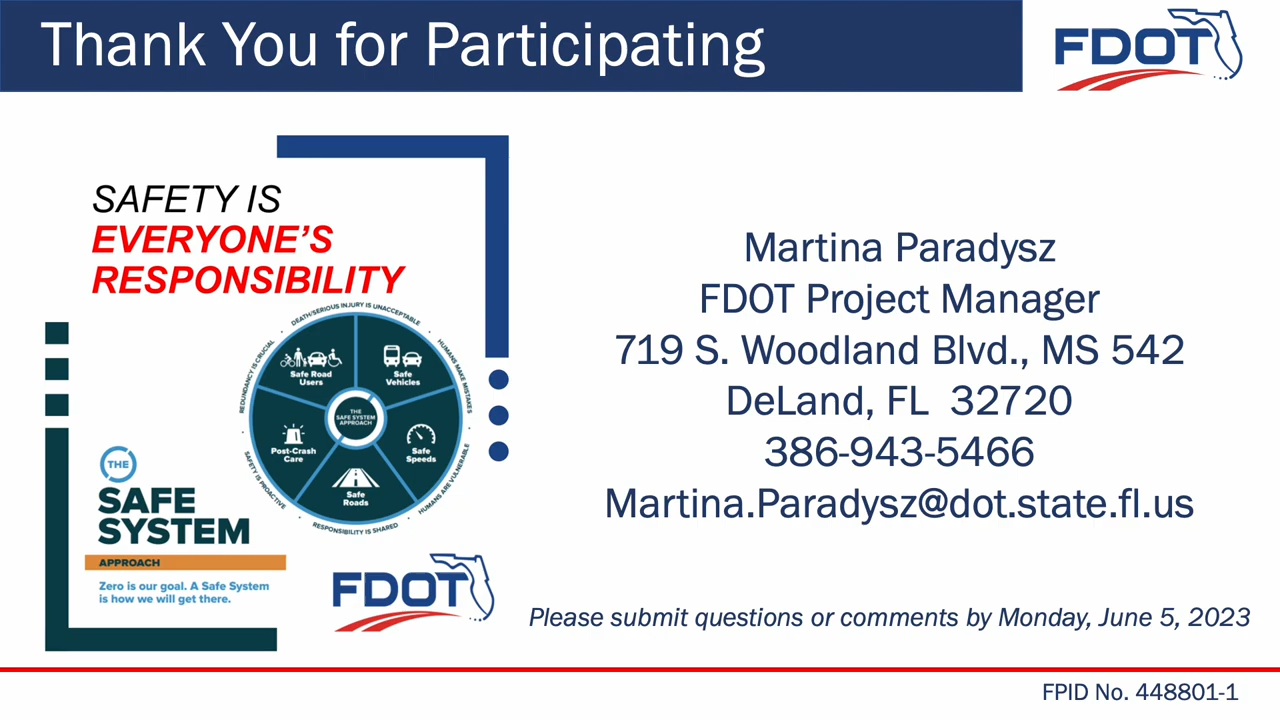 Thank You for Participating
FDOT
SAFETY IS
EVERYONE'S
RESPONSIBILITY
DEATH/SERIOUS INJURY IS UNACCEPTABLE
HUMANS MAKE MISTAKES
HUMANS ARE VULNERABLE
RESPONSIBILITY IS SHARED
SAFETY IS PROACTIVE
REDUNDANCY IS CRUCIAL
Safe Road
Users
Safe
Vehicles
THE
SAFE SYSTEM
APPROACH
Post-Crash
Care
Safe
Speeds
Safe
Roads
THE
SAFE
SYSTEM
APPROACH
Zero is our goal. A Safe System
is how we will get there.
FDOT
Martina Paradysz
FDOT Project Manager
719 S. Woodland Blvd., MS 542
DeLand, FL  32720
386-943-5466
Martina.Paradysz@dot.state.fl.us
Please submit questions or comments by Monday, June 5, 2023
FPID No. 448801-1